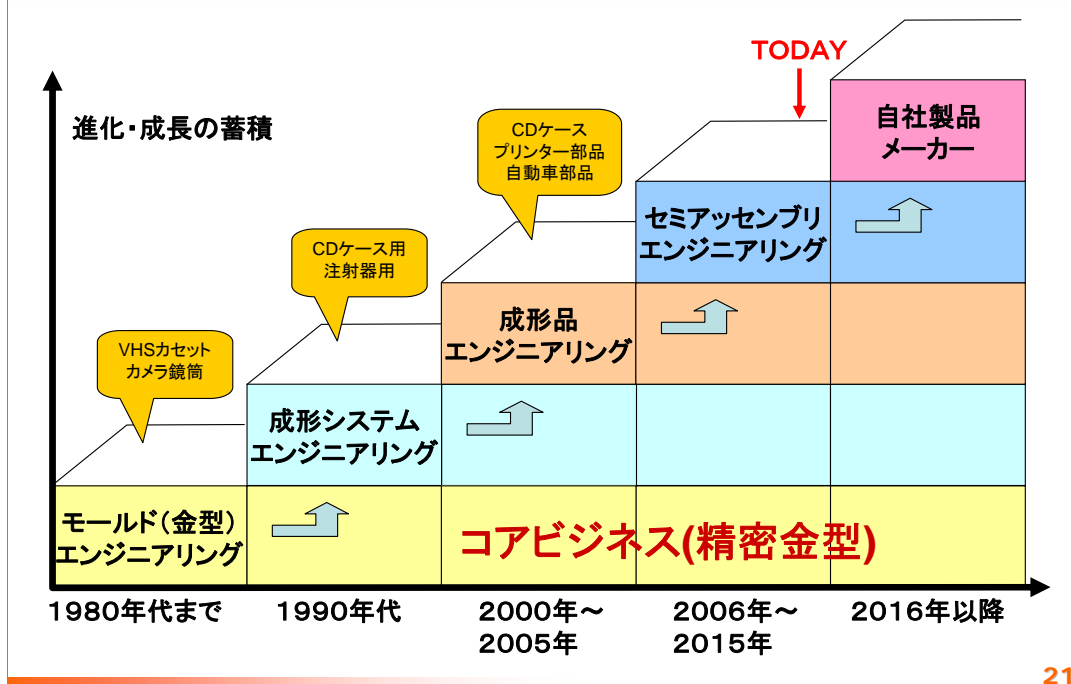 TODAY
進化・成長の蓄積
自社製品
メーカー
CDケース
プリンター部品
自動車部品
セミアッセンブリ
エンジニアリング
CDケース用
注射器用
成形品
エンジニアリング
VHSカセット
カメラ鏡筒
成形システム
エンジニアリング
モールド（金型）
エンジニアリング
コアビジネス(精密金型)
1980年代まで
1990年代
2000年～
2005年
2006年～
2015年
2016年以降
21